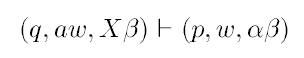 (q, aw, Xβ) ⊢ (p, w, αβ)